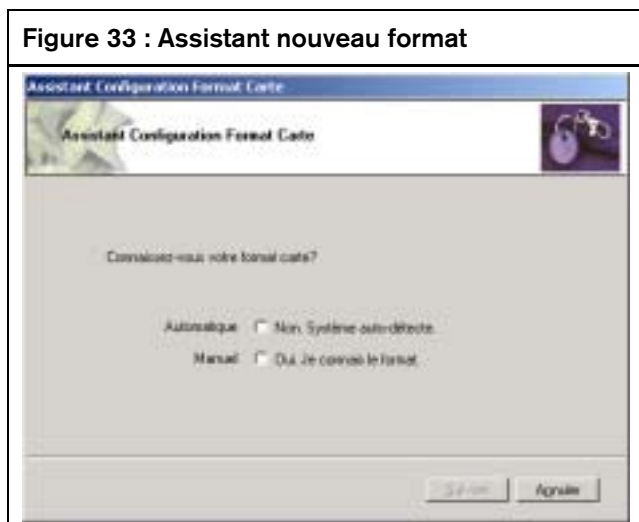 Figure 33 : Assistant nouveau format
Assistant Configuration Format Carte
Assistant Configuration Format Carte
Connaissez-vous votre format carte?
Automatique Non. Système auto-détecte.
Manuel Oui. Je connais le format.
Suivant Annuler